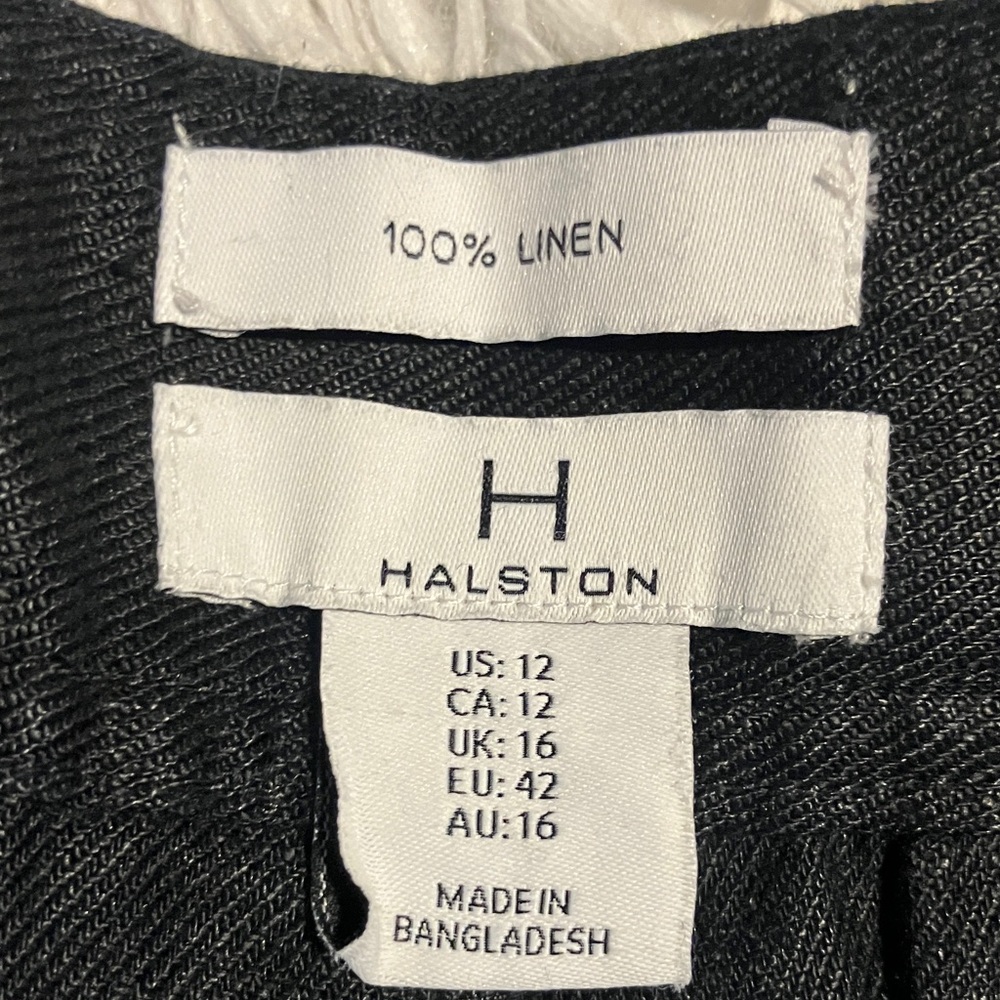 100% LINEN
H
HALSTON
US: 12
CA: 12
UK: 16
EU: 42
AU: 16
MADE IN
BANGLADESH